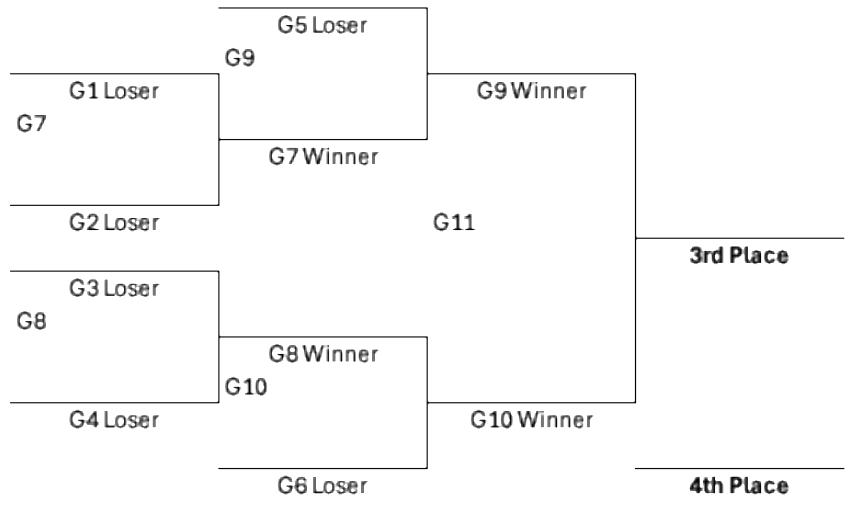 G5 Loser
G9
G1 Loser
G9 Winner
G7
G7 Winner
G2 Loser
G11
3rd Place
G3 Loser
G8
G8 Winner
G10
G4 Loser
G10 Winner
G6 Loser
4th Place